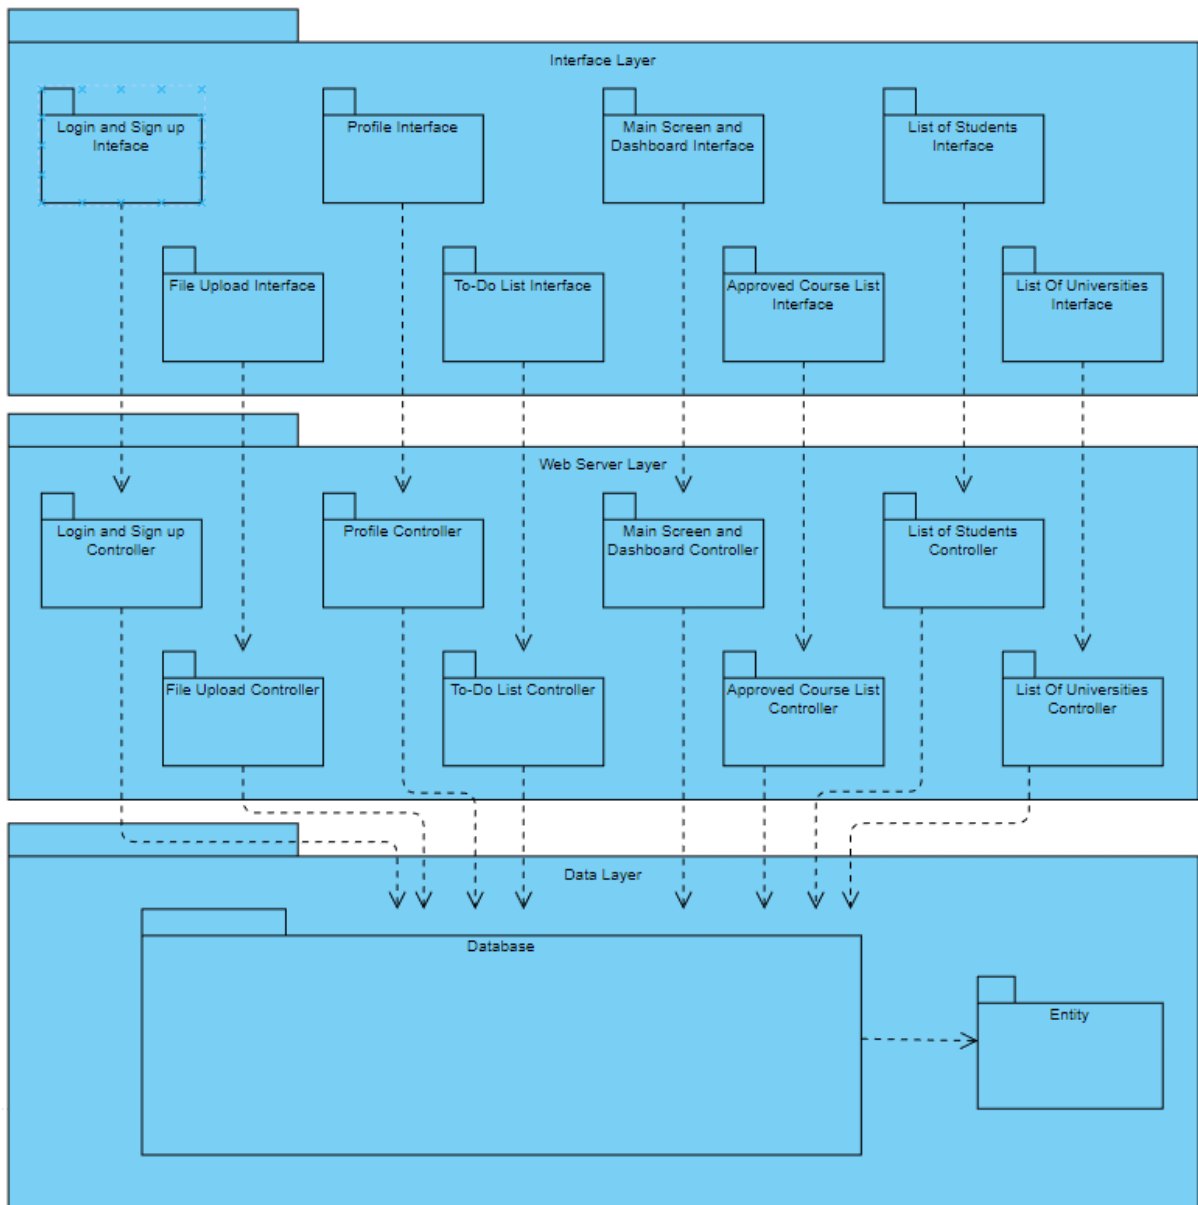 Interface Layer
Login and Sign up
Inteface
Profile Interface
Main Screen and
Dashboard Interface
List of Students
Interface
File Upload Interface
To-Do List Interface
Approved Course List
Interface
List Of Universities
Interface
Web Server Layer
Login and Sign up
Controller
Profile Controller
Main Screen and
Dashboard Controller
List of Students
Controller
File Upload Controller
To-Do List Controller
Approved Course List
Controller
List Of Universities
Controller
Data Layer
Database
Entity